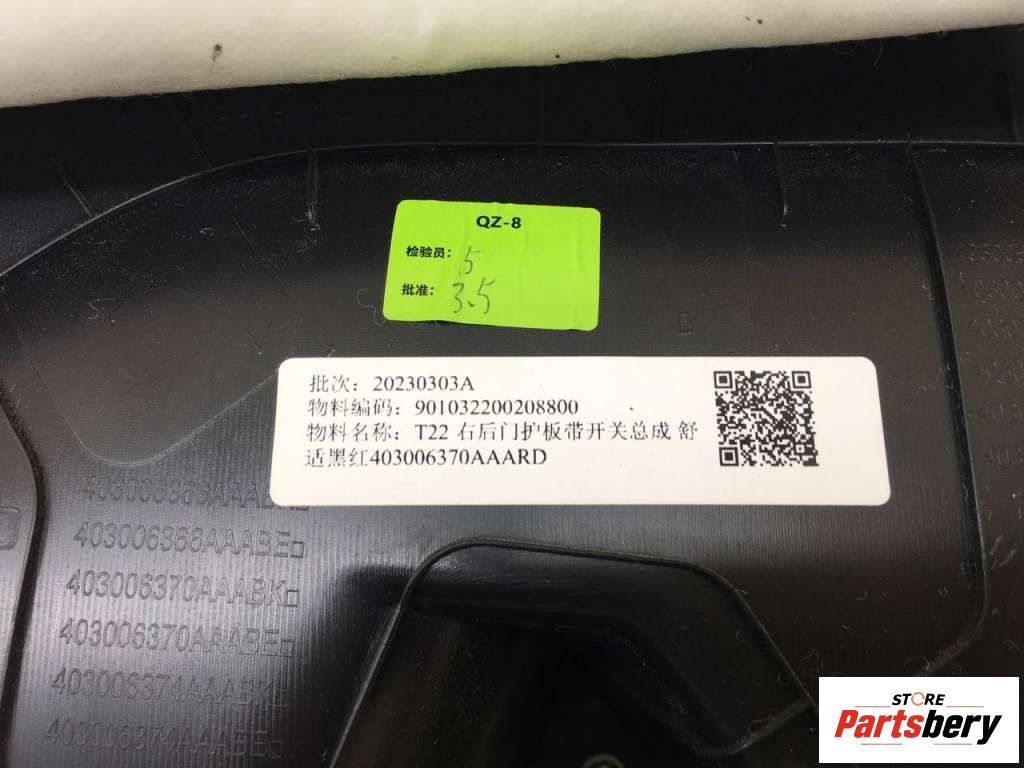 QZ-8
检验员: 5
批准: 3.5
批次: 20230303A
物料编码: 901032200208800
物料名称: T22 右后门护板带开关总成 舒
适黑红403006370AAARD
403006366AAABE
403006370AAABK
403006370AAABE
403006374AAABK
STORE
Partsbery